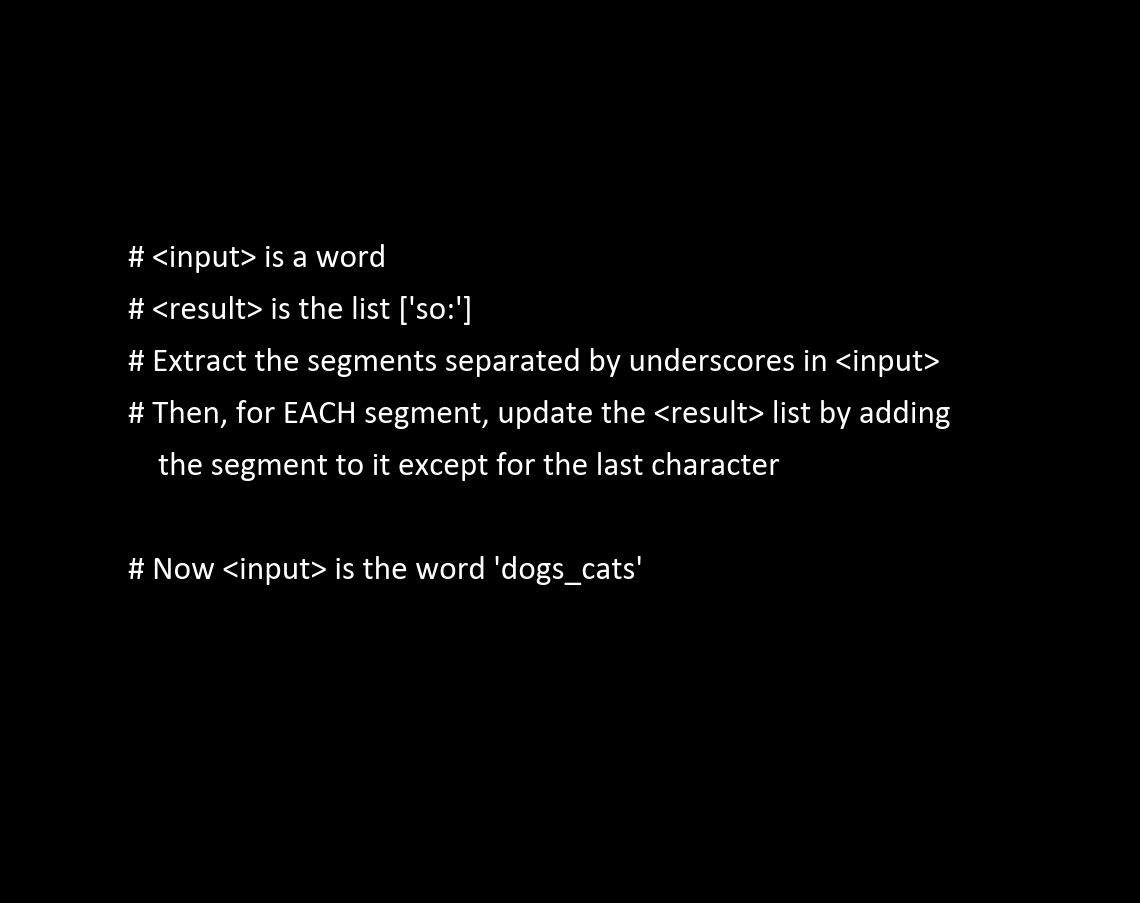 # <input> is a word
# <result> is the list ['so:']
# Extract the segments separated by underscores in <input>
# Then, for EACH segment, update the <result> list by adding
the segment to it except for the last character
# Now <input> is the word 'dogs_cats'